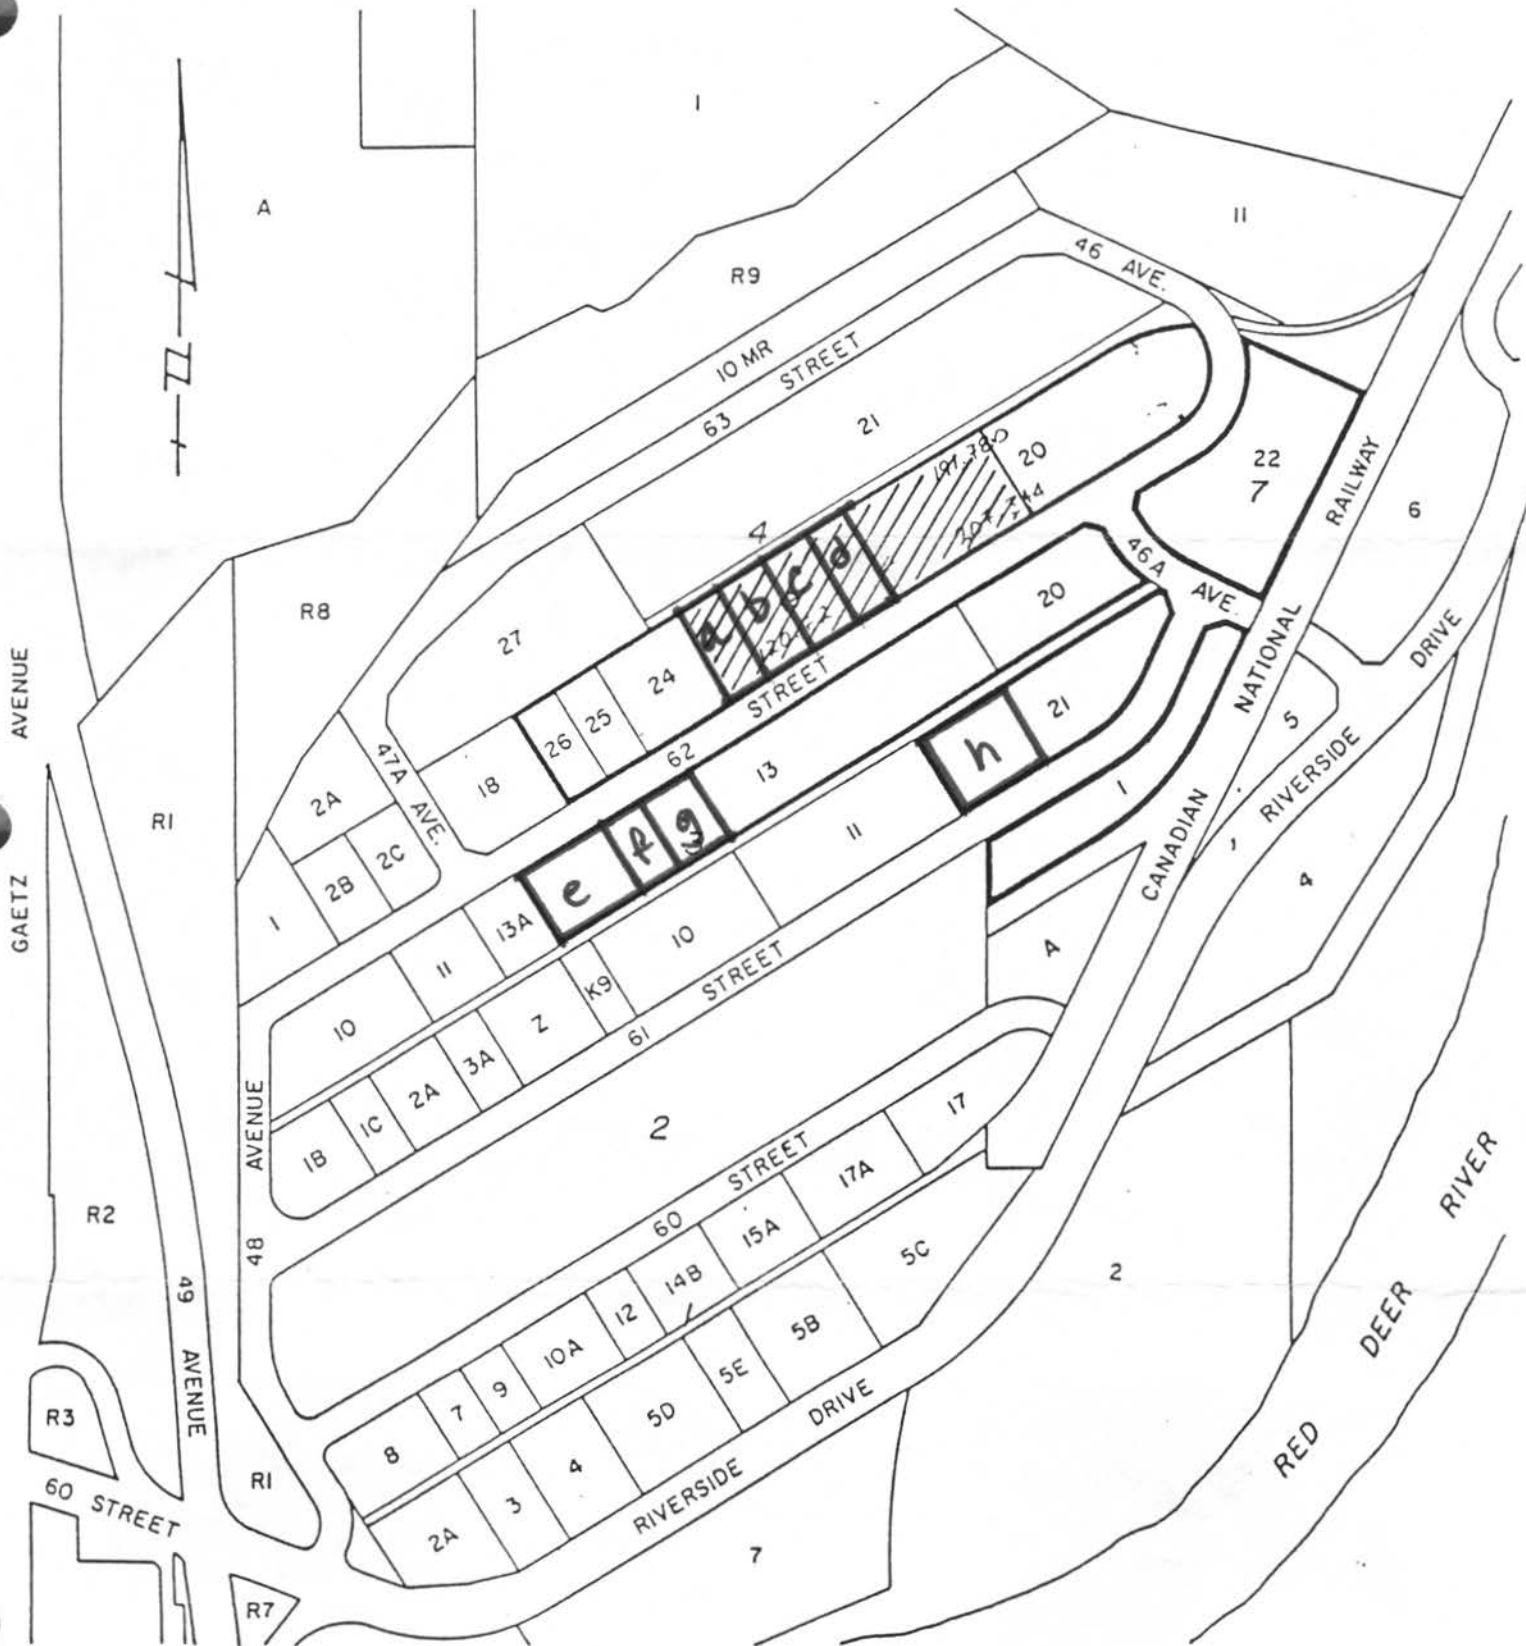 I
A
II
46 AVE.
R9
10 MR
63 STREET
21
22
7
RAILWAY
6
20
4
a b c d
46A AVE.
R8
27
24
25
26
18
62 STREET
20
NATIONAL
DRIVE
GAETZ AVENUE
47A AVE.
13
h
21
5
RIVERSIDE
R1
2A
2B
2C
1
e f g
11
1
CANADIAN
4
13A
11
10
A
10
K9
Z
3A
2A
1C
1B
61 STREET
48 AVENUE
2
17
17A
60 STREET
15A
14B
12
10A
9
7
8
5C
5B
5E
5D
4
3
2A
2
R2
49 AVENUE
R3
R1
60 STREET
R7
RIVERSIDE DRIVE
7
RED DEER RIVER